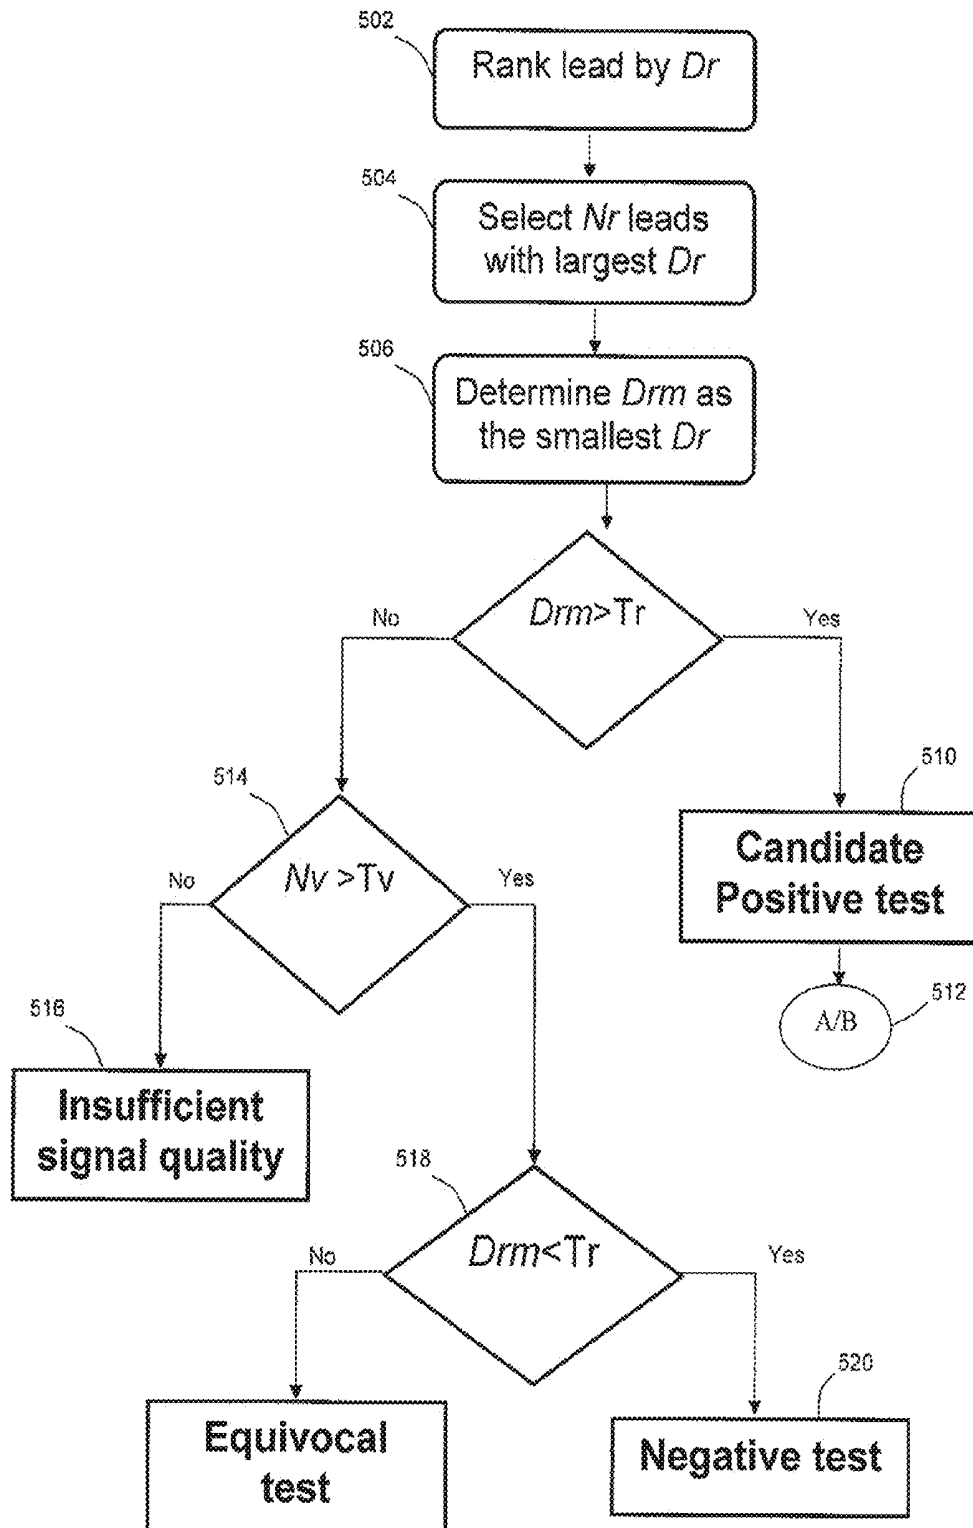 502
Rank lead by Dr
504
Select Nr leads
with largest Dr
506
Determine Drm as
the smallest Dr
Drm>Tr
No
Yes
514
510
Nv >Tv
No
Yes
Candidate
Positive test
516
512
A/B
Insufficient
signal quality
518
Drm<Tr
No
Yes
520
Equivocal
test
Negative test